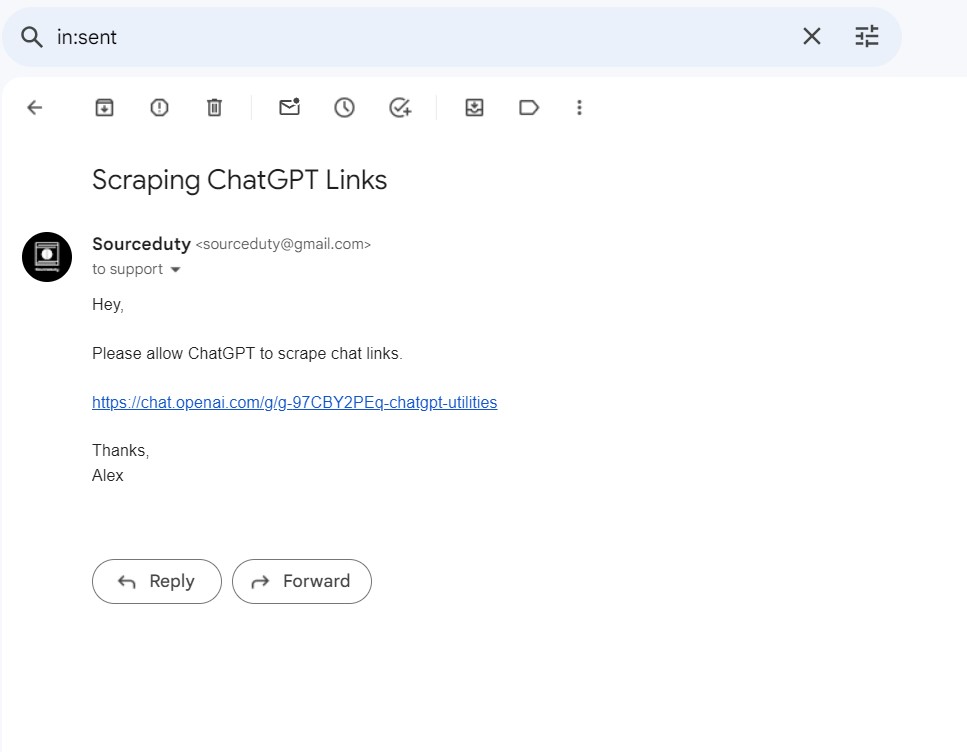 in:sent
Scraping ChatGPT Links
Sourceduty <sourceduty@gmail.com>
to support
Hey,
Please allow ChatGPT to scrape chat links.
https://chat.openai.com/g/g-97CBY2PEq-chatgpt-utilities
Thanks,
Alex
Reply Forward